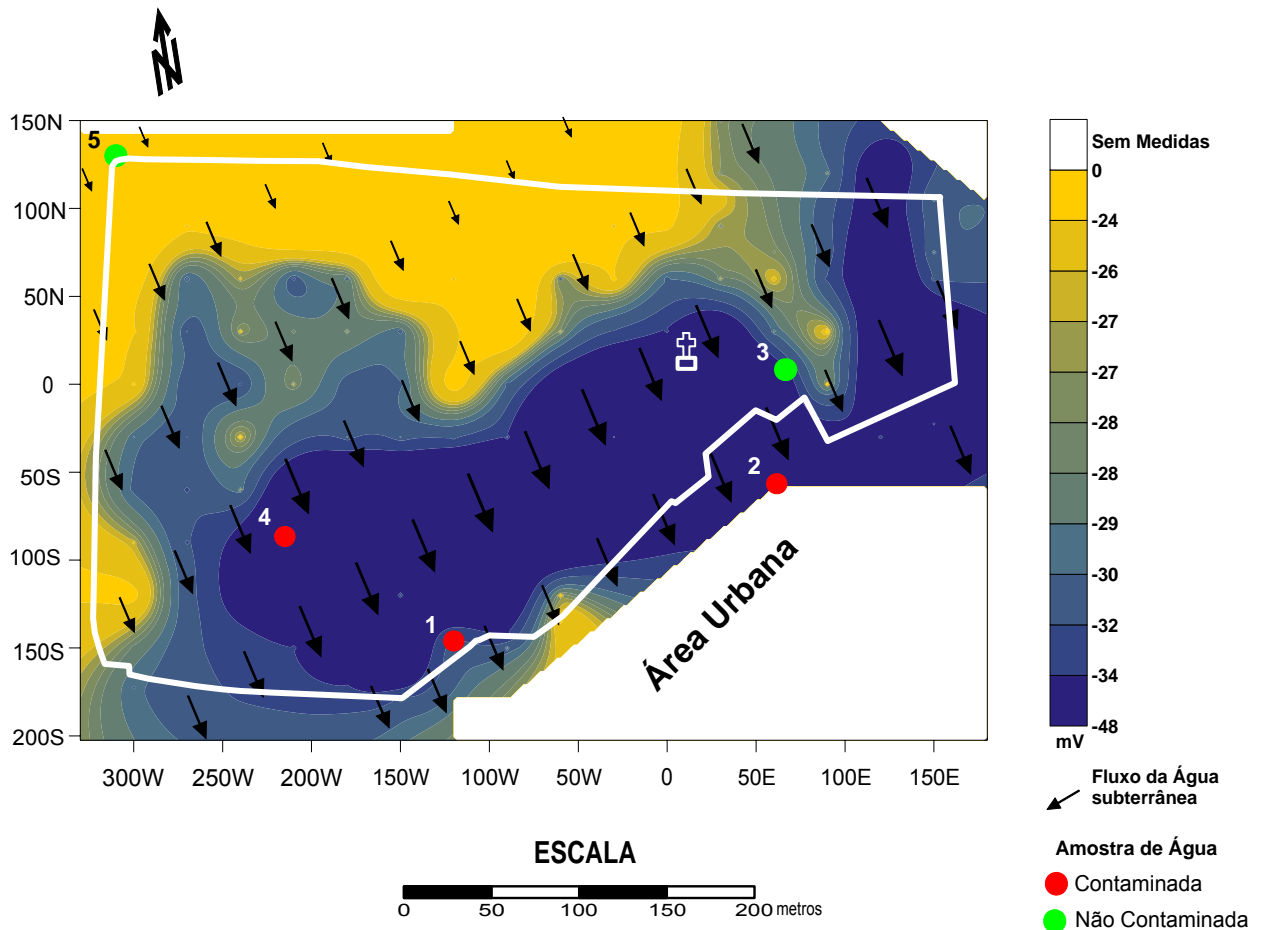 N
150N
100N
50N
0
50S
100S
150S
200S
300W
250W
200W
150W
100W
50W
0
50E
100E
150E
5
3
2
4
1
Área Urbana
Sem Medidas
0
-24
-26
-27
-27
-28
-28
-29
-30
-32
-34
-48
mV
Fluxo da Água
subterrânea
Amostra de Água
Contaminada
Não Contaminada
ESCALA
0 50 100 150 200 metros